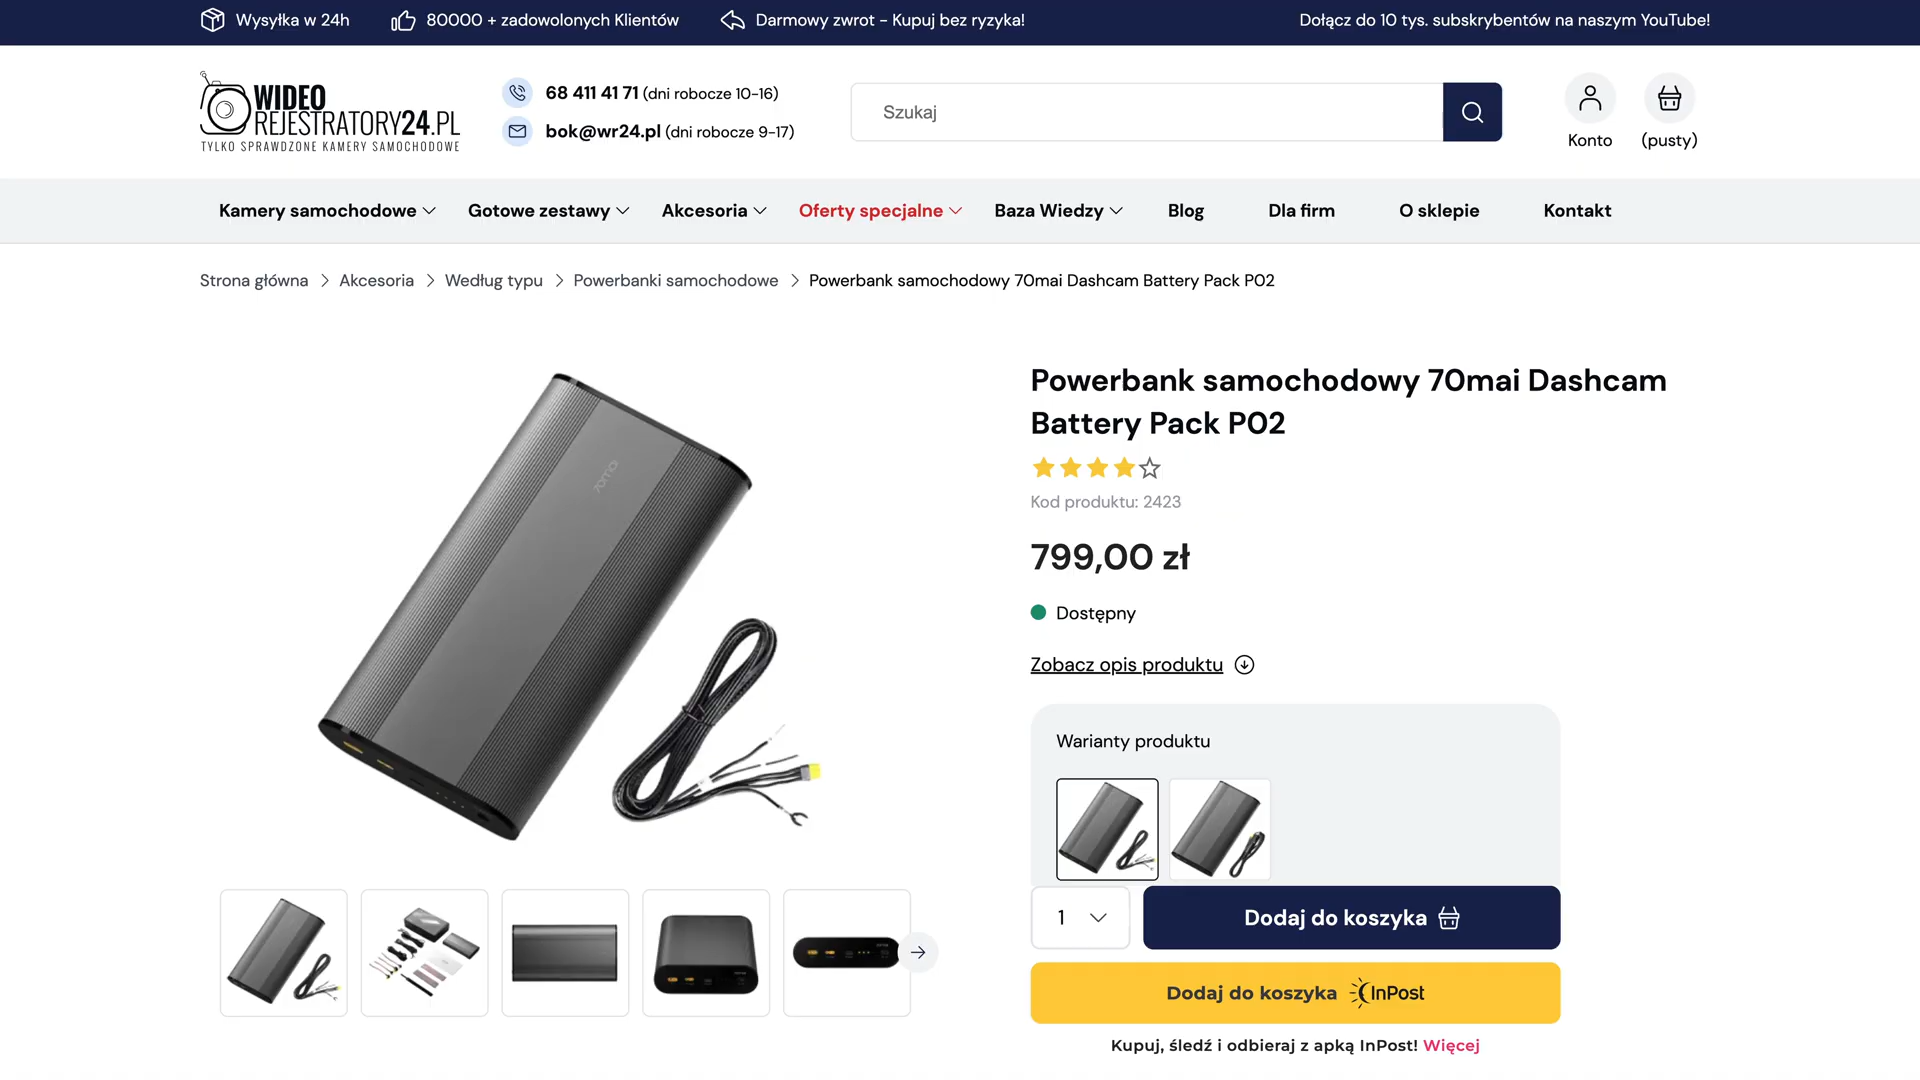 Wysyłka w 24h
80000 + zadowolonych Klientów
Darmowy zwrot - Kupuj bez ryzyka!
Dołącz do 10 tys. subskrybentów na naszym YouTube!
WIDEO
REJESTRATORY24.PL
TYLKO SPRAWDZONE KAMERY SAMOCHODOWE
68 411 41 71 (dni robocze 10-16)
bok@wr24.pl (dni robocze 9-17)
Szukaj
Konto
(pusty)
Kamery samochodowe
Gotowe zestawy
Akcesoria
Oferty specjalne
Baza Wiedzy
Blog
Dla firm
O sklepie
Kontakt
Strona główna > Akcesoria > Według typu > Powerbanki samochodowe > Powerbank samochodowy 70mai Dashcam Battery Pack P02
70mai
Powerbank samochodowy 70mai Dashcam
Battery Pack P02
Kod produktu: 2423
799,00 zł
Dostępny
Zobacz opis produktu
Warianty produktu
1
Dodaj do koszyka
Dodaj do koszyka InPost
Kupuj, śledź i odbieraj z apką InPost! Więcej